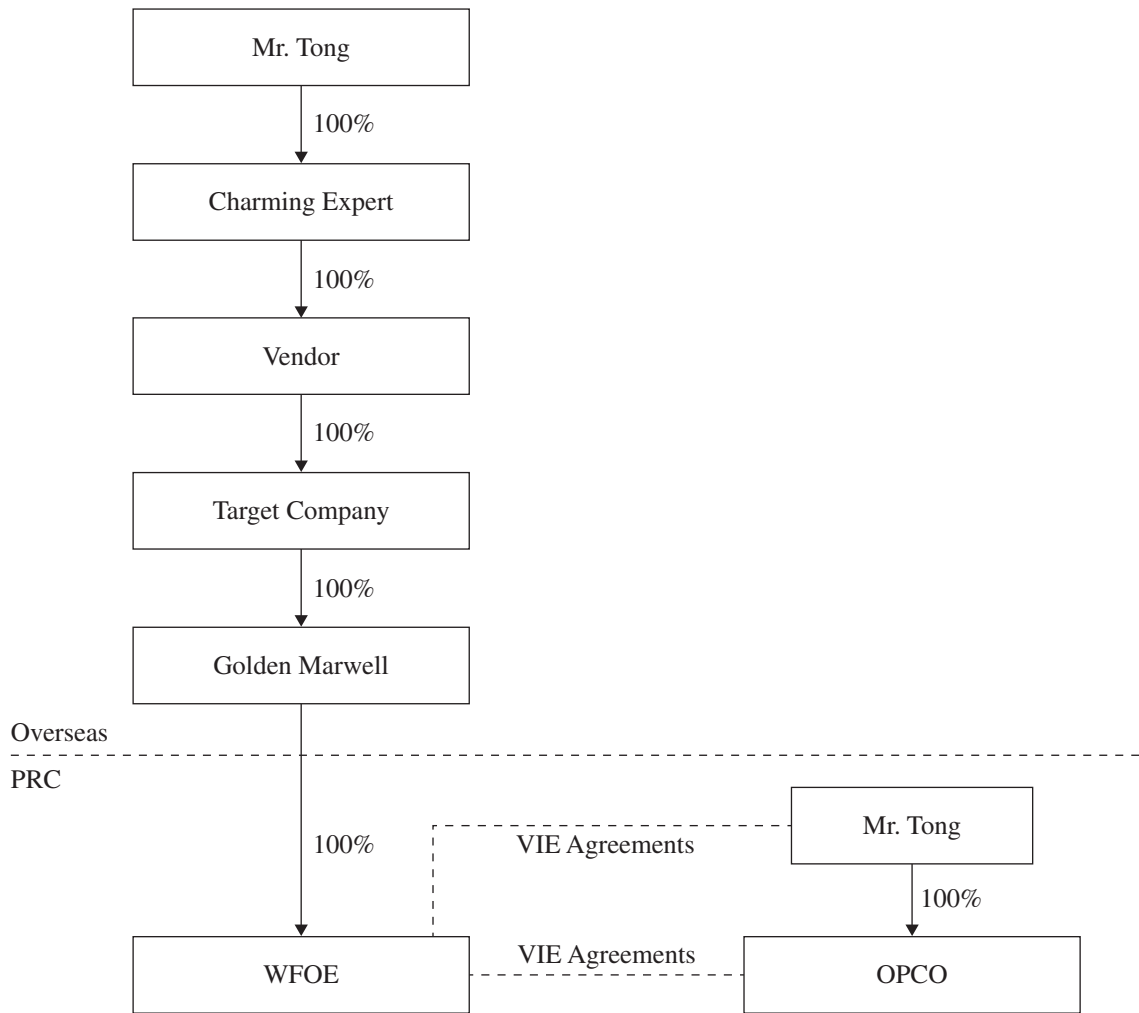 Mr. Tong
100%
Charming Expert
100%
Vendor
100%
Target Company
100%
Golden Marwell
Overseas
PRC
Mr. Tong
100%
VIE Agreements
100%
VIE Agreements
WFOE
OPCO